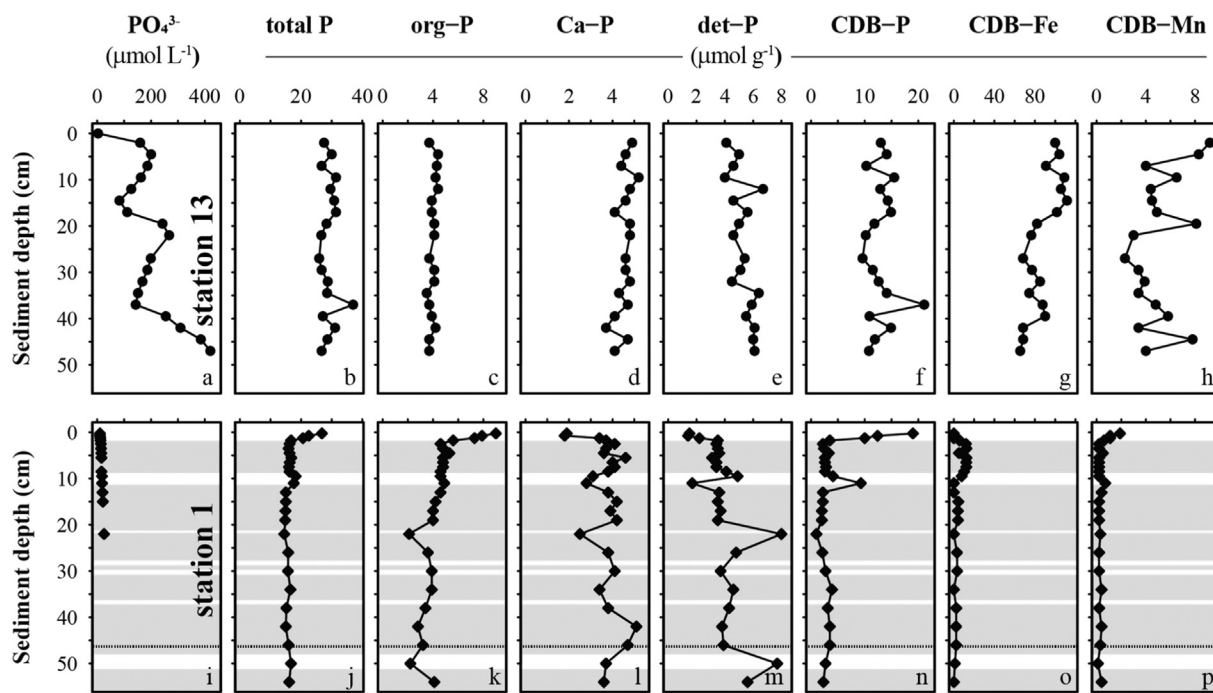 PO₄³⁻ total P org–P Ca–P det–P CDB–P CDB–Fe CDB–Mn
(µmol L⁻¹) (µmol g⁻¹)
0 200 400 0 20 40 0 4 8 0 2 4 6 0 2 4 6 8 0 10 20 0 40 80 0 4 8
Sediment depth (cm)
0
10
20
30
40
50
station 13
a b c d e f g h
Sediment depth (cm)
0
10
20
30
40
50
station 1
i j k l m n o p